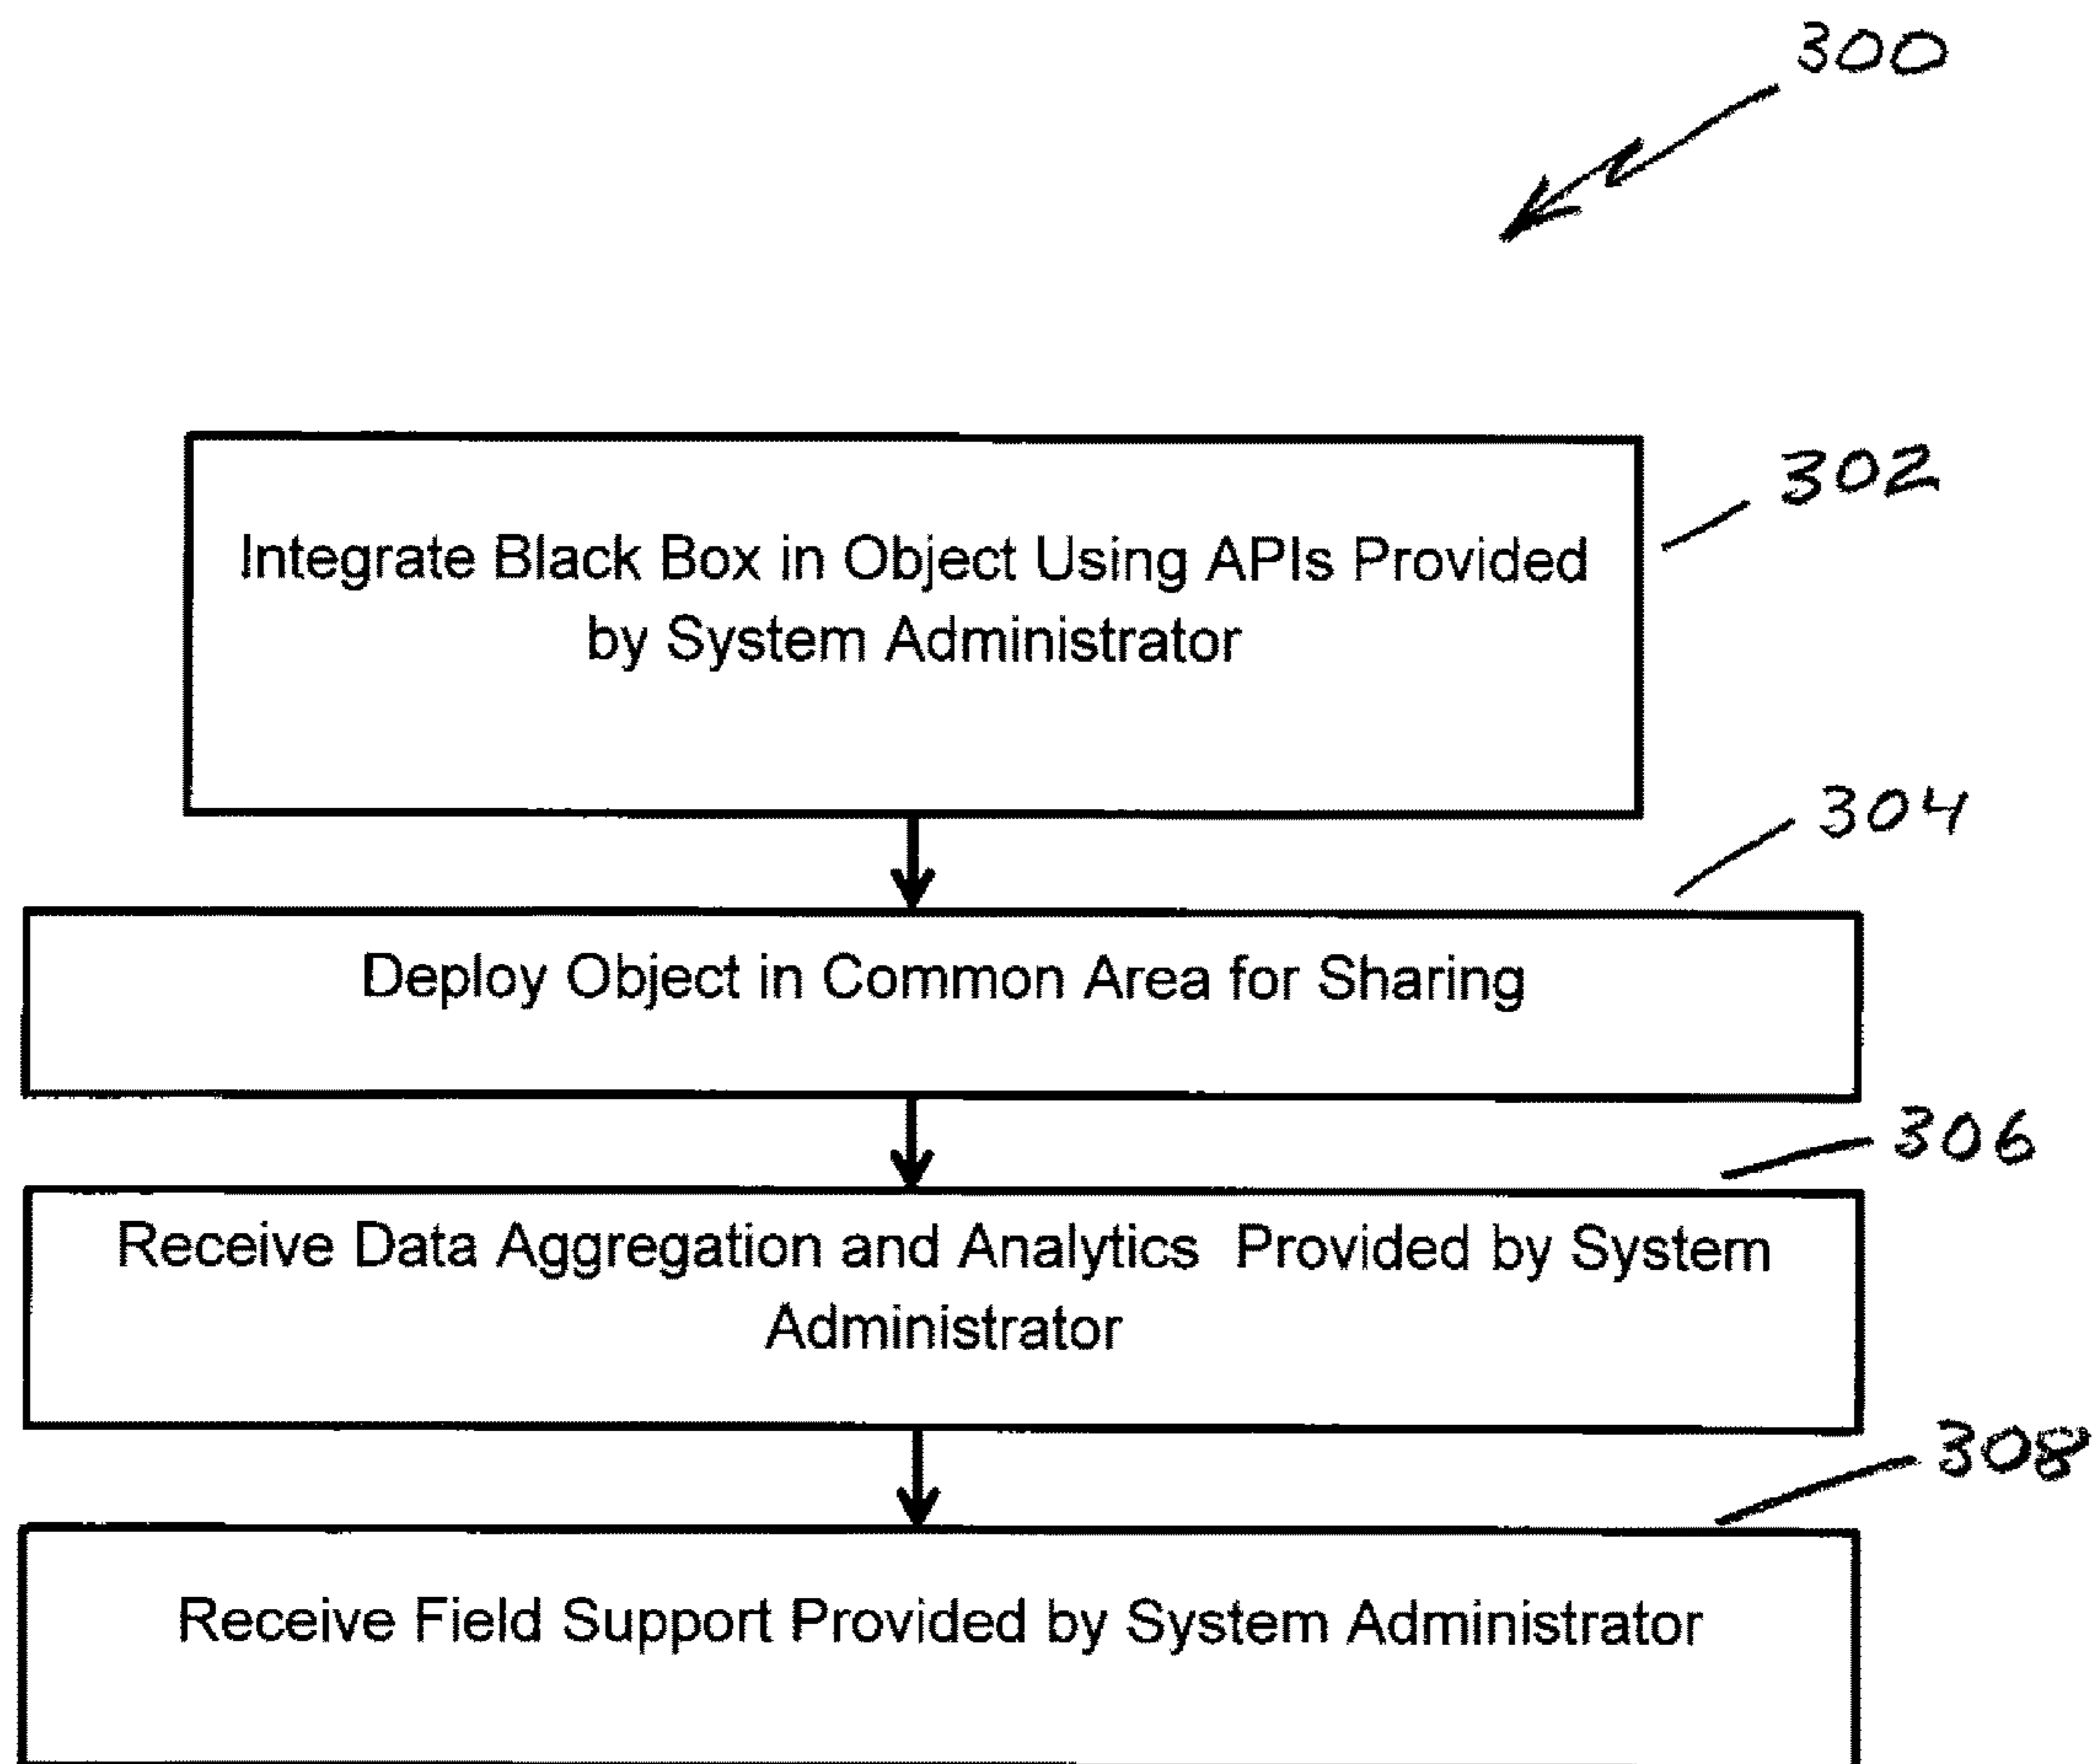 300
302
Integrate Black Box in Object Using APIs Provided
by System Administrator
304
Deploy Object in Common Area for Sharing
306
Receive Data Aggregation and Analytics Provided by System
Administrator
308
Receive Field Support Provided by System Administrator